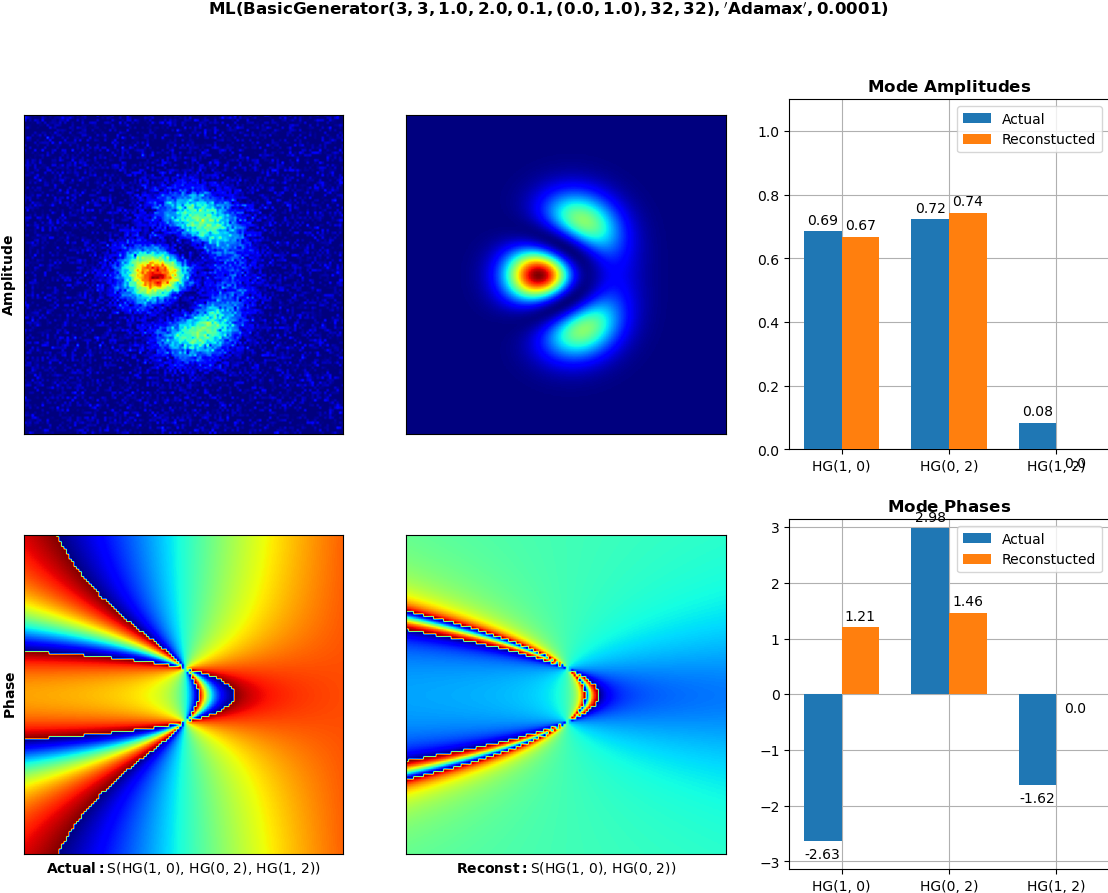 ML(BasicGenerator(3, 3, 1.0, 2.0, 0.1, (0.0, 1.0), 32, 32), 'Adamax', 0.0001)
Amplitude
Mode Amplitudes
Actual
Reconstucted
1.0
0.8
0.6
0.4
0.2
0.0
0.69
0.67
0.72
0.74
0.08
0.0
HG(1, 0)
HG(0, 2)
HG(1, 2)
Phase
Actual: S(HG(1, 0), HG(0, 2), HG(1, 2))
Reconst: S(HG(1, 0), HG(0, 2))
Mode Phases
Actual
Reconstucted
3
2
1
0
−1
−2
−3
-2.63
1.21
2.98
1.46
-1.62
0.0
HG(1, 0)
HG(0, 2)
HG(1, 2)